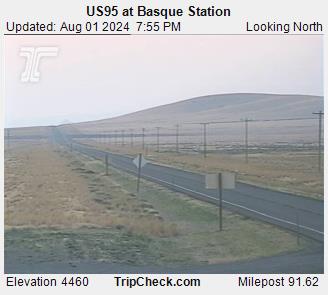 US95 at Basque Station
Updated: Aug 01 2024 7:55 PM Looking North
Elevation 4460 TripCheck.com Milepost 91.62